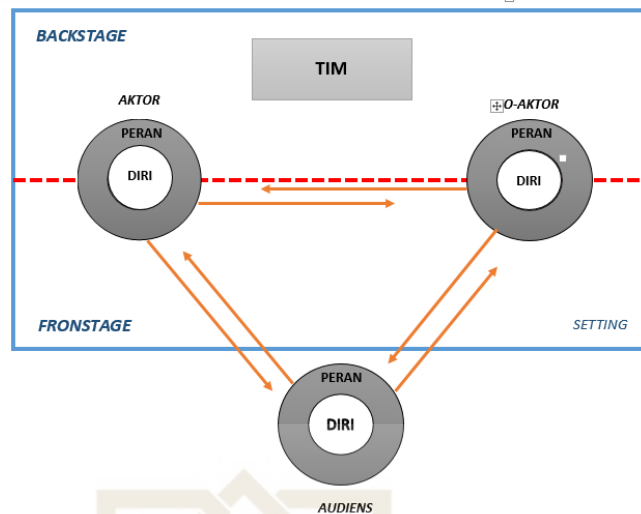 BACKSTAGE
TIM
AKTOR
O-AKTOR
PERAN
PERAN
DIRI
DIRI
FRONSTAGE
SETTING
PERAN
DIRI
AUDIENS